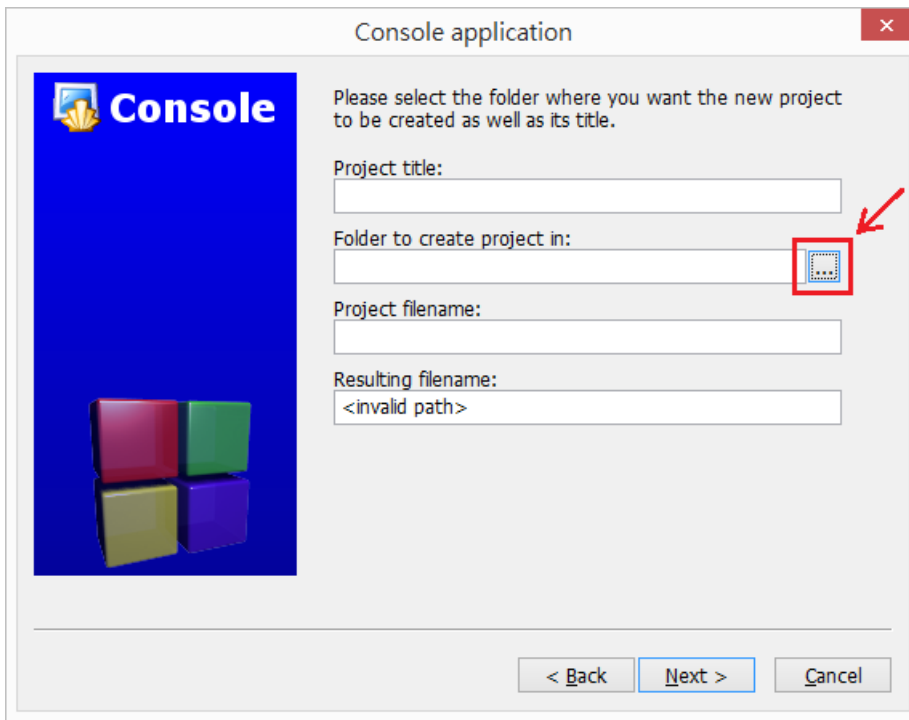 Console application
Console
Please select the folder where you want the new project
to be created as well as its title.
Project title:
Folder to create project in:
...
Project filename:
Resulting filename:
<invalid path>
< Back
Next >
Cancel